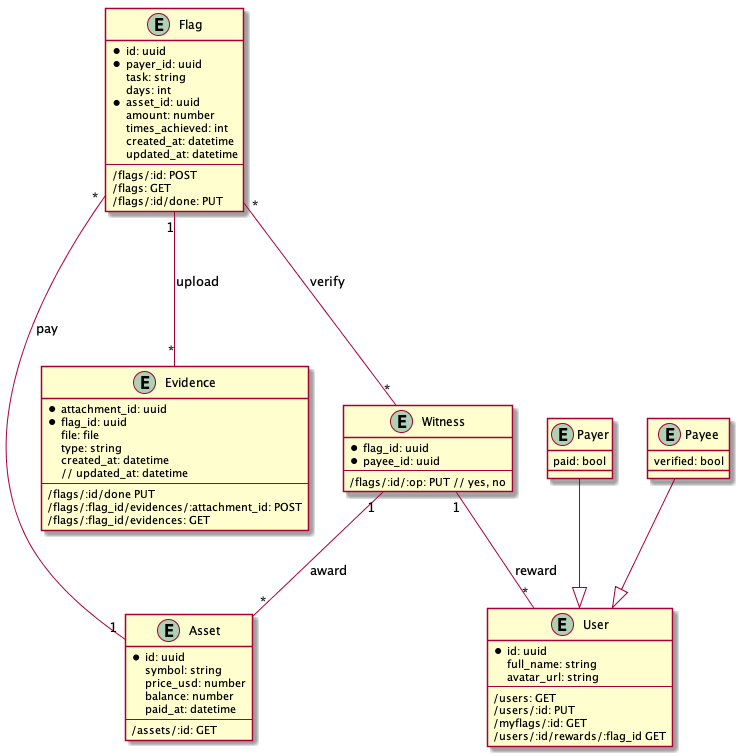 E Flag
id: uuid
payer_id: uuid
task: string
days: int
asset_id: uuid
amount: number
times_achieved: int
created_at: datetime
updated_at: datetime
/flags/:id: POST
/flags: GET
/flags/:id/done: PUT
* 1 *
upload
verify
pay
* *
E Evidence
attachment_id: uuid
flag_id: uuid
file: file
type: string
created_at: datetime
// updated_at: datetime
/flags/:id/done PUT
/flags/:flag_id/evidences/:attachment_id: POST
/flags/:flag_id/evidences: GET
E Witness
flag_id: uuid
payee_id: uuid
/flags/:id/:op: PUT // yes, no
E Payer
paid: bool
E Payee
verified: bool
1 1
award
reward
* *
1
E Asset
id: uuid
symbol: string
price_usd: number
balance: number
paid_at: datetime
/assets/:id: GET
E User
id: uuid
full_name: string
avatar_url: string
/users: GET
/users/:id: PUT
/myflags/:id: GET
/users/:id/rewards/:flag_id GET